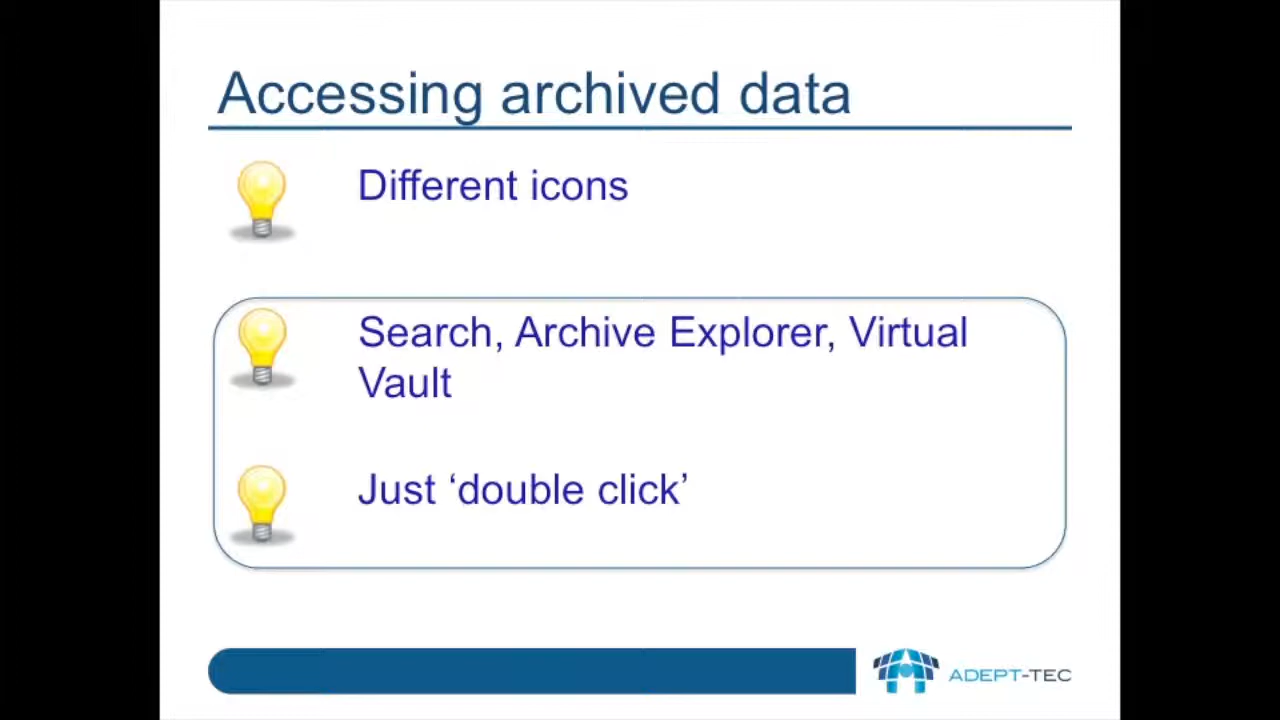 Accessing archived data
Different icons
Search, Archive Explorer, Virtual
Vault
Just ‘double click’
ADEPT-TEC